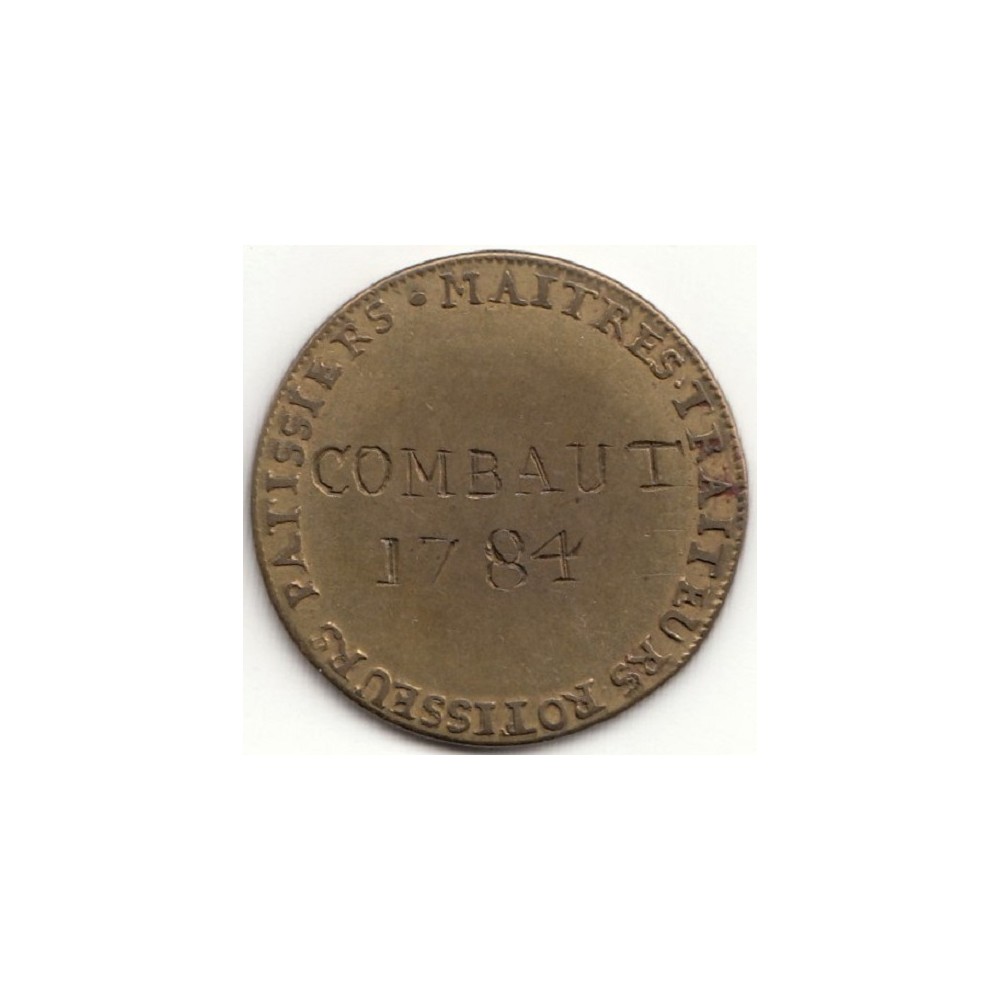 · MAITRES · TRAITEURS · ROTISSEURS PATISSIERS
COMBAUT
1784